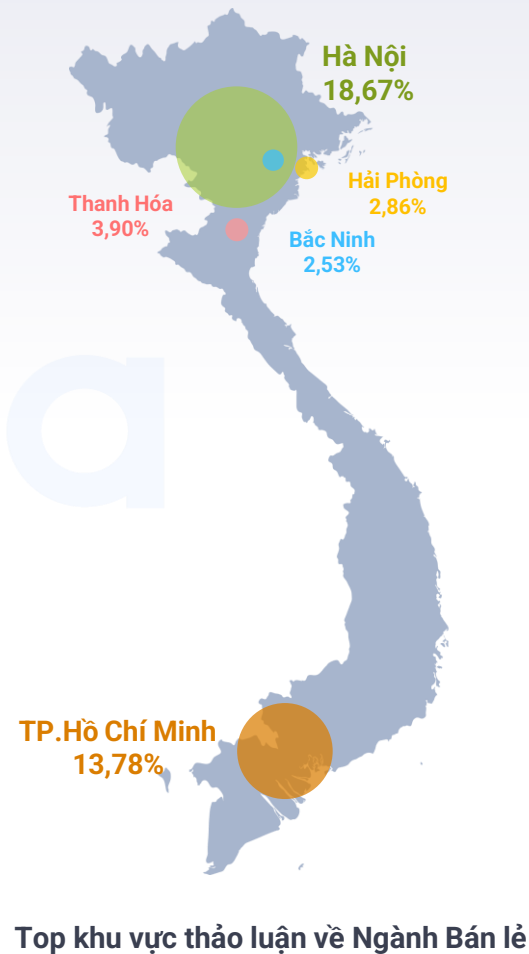 Hà Nội
18,67%
Hải Phòng
2,86%
Thanh Hóa
3,90%
Bắc Ninh
2,53%
TP.Hồ Chí Minh
13,78%
Top khu vực thảo luận về Ngành Bán lẻ